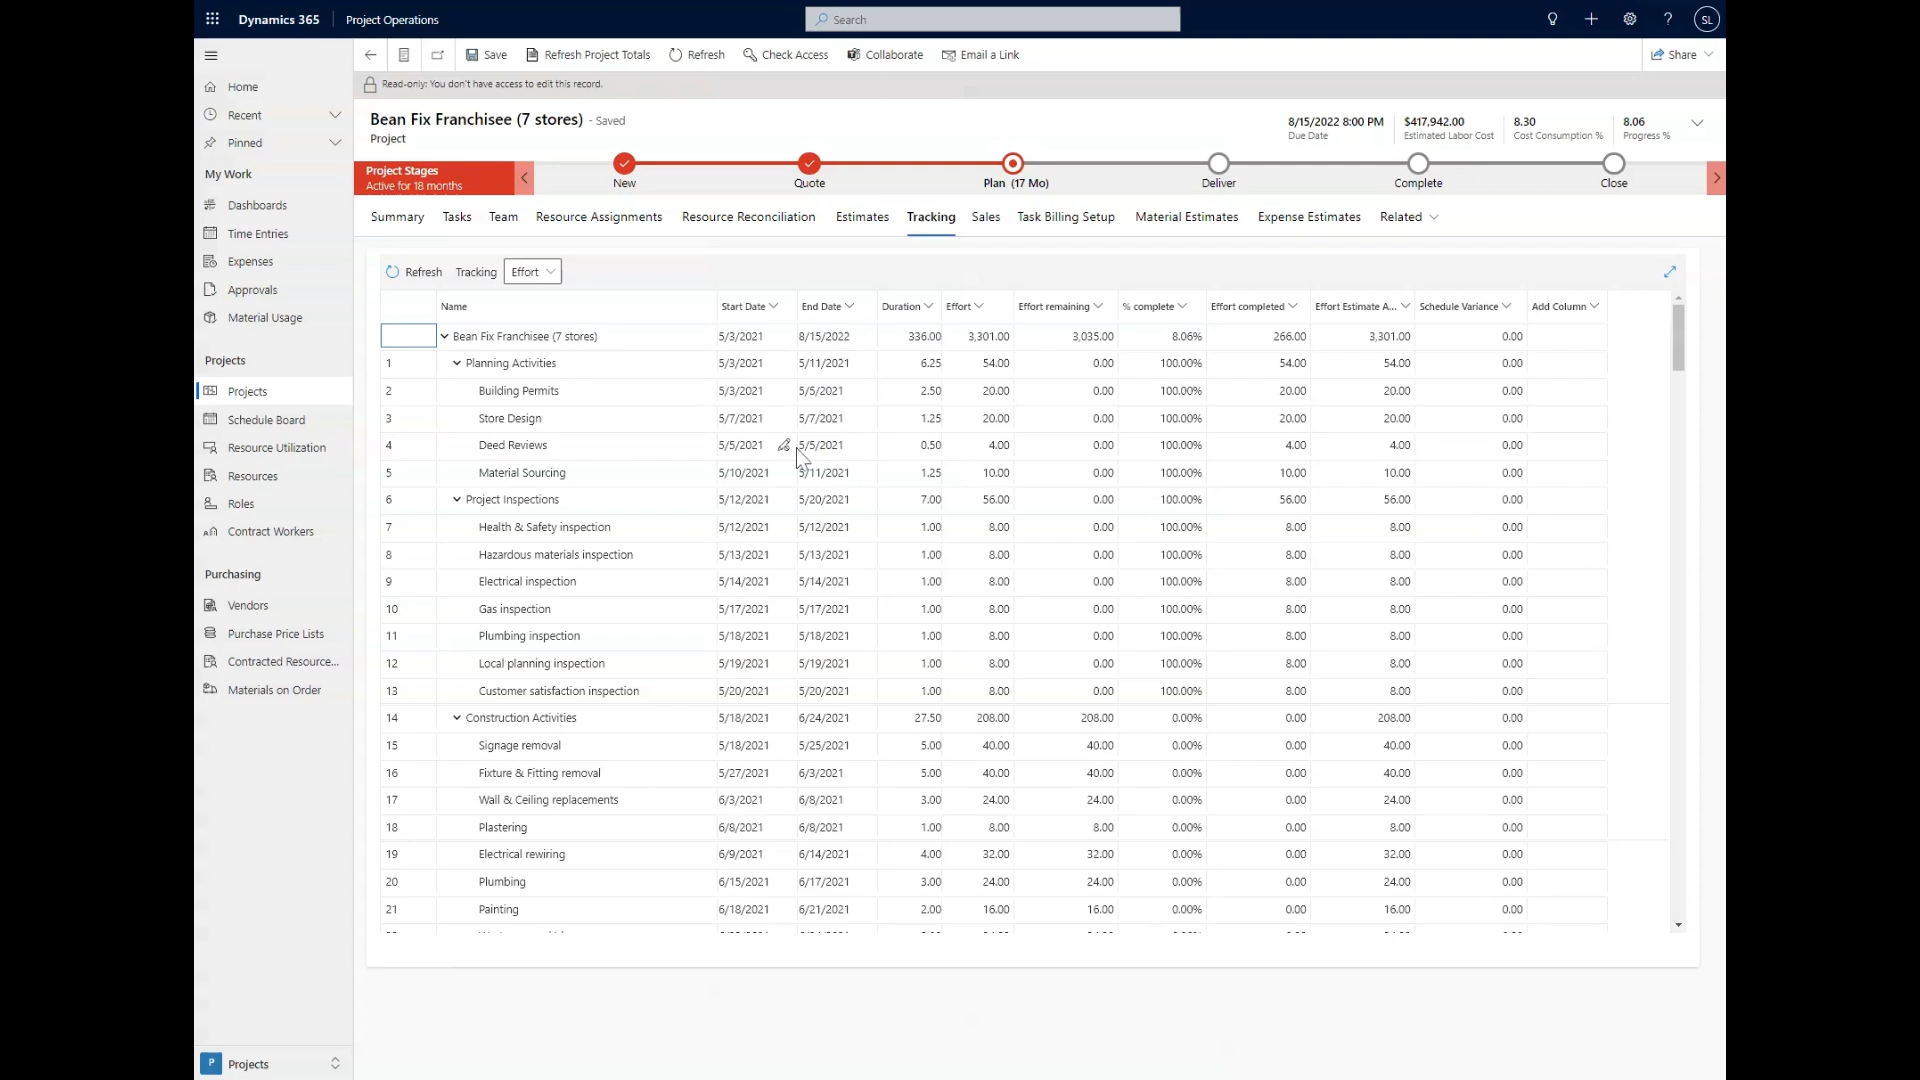 Dynamics 365 Project Operations Search SL
Save Refresh Project Totals Refresh Check Access Collaborate Email a Link Share
Read-only: You don't have access to edit this record.
Home
Recent
Pinned
My Work
Dashboards
Time Entries
Expenses
Approvals
Material Usage
Projects
Projects
Schedule Board
Resource Utilization
Resources
Roles
Contract Workers
Purchasing
Vendors
Purchase Price Lists
Contracted Resource...
Materials on Order
P Projects
Bean Fix Franchisee (7 stores) - Saved
Project
8/15/2022 8:00 PM $417,942.00 8.30 8.06
Due Date Estimated Labor Cost Cost Consumption % Progress %
Project Stages
Active for 18 months
New Quote Plan (17 Mo) Deliver Complete Close
Summary Tasks Team Resource Assignments Resource Reconciliation Estimates Tracking Sales Task Billing Setup Material Estimates Expense Estimates Related
Refresh Tracking Effort
Name Start Date End Date Duration Effort Effort remaining % complete Effort completed Effort Estimate A... Schedule Variance Add Column
Bean Fix Franchisee (7 stores) 5/3/2021 8/15/2022 336.00 3,301.00 3,035.00 8.06% 266.00 3,301.00 0.00
1 Planning Activities 5/3/2021 5/11/2021 6.25 54.00 0.00 100.00% 54.00 54.00 0.00
2 Building Permits 5/3/2021 5/5/2021 2.50 20.00 0.00 100.00% 20.00 20.00 0.00
3 Store Design 5/7/2021 5/7/2021 1.25 20.00 0.00 100.00% 20.00 20.00 0.00
4 Deed Reviews 5/5/2021 5/5/2021 0.50 4.00 0.00 100.00% 4.00 4.00 0.00
5 Material Sourcing 5/10/2021 5/11/2021 1.25 10.00 0.00 100.00% 10.00 10.00 0.00
6 Project Inspections 5/12/2021 5/20/2021 7.00 56.00 0.00 100.00% 56.00 56.00 0.00
7 Health & Safety inspection 5/12/2021 5/12/2021 1.00 8.00 0.00 100.00% 8.00 8.00 0.00
8 Hazardous materials inspection 5/13/2021 5/13/2021 1.00 8.00 0.00 100.00% 8.00 8.00 0.00
9 Electrical inspection 5/14/2021 5/14/2021 1.00 8.00 0.00 100.00% 8.00 8.00 0.00
10 Gas inspection 5/17/2021 5/17/2021 1.00 8.00 0.00 100.00% 8.00 8.00 0.00
11 Plumbing inspection 5/18/2021 5/18/2021 1.00 8.00 0.00 100.00% 8.00 8.00 0.00
12 Local planning inspection 5/19/2021 5/19/2021 1.00 8.00 0.00 100.00% 8.00 8.00 0.00
13 Customer satisfaction inspection 5/20/2021 5/20/2021 1.00 8.00 0.00 100.00% 8.00 8.00 0.00
14 Construction Activities 5/18/2021 6/24/2021 27.50 208.00 208.00 0.00% 0.00 208.00 0.00
15 Signage removal 5/18/2021 5/25/2021 5.00 40.00 40.00 0.00% 0.00 40.00 0.00
16 Fixture & Fitting removal 5/27/2021 6/3/2021 5.00 40.00 40.00 0.00% 0.00 40.00 0.00
17 Wall & Ceiling replacements 6/3/2021 6/8/2021 3.00 24.00 24.00 0.00% 0.00 24.00 0.00
18 Plastering 6/8/2021 6/8/2021 1.00 8.00 8.00 0.00% 0.00 8.00 0.00
19 Electrical rewiring 6/9/2021 6/14/2021 4.00 32.00 32.00 0.00% 0.00 32.00 0.00
20 Plumbing 6/15/2021 6/17/2021 3.00 24.00 24.00 0.00% 0.00 24.00 0.00
21 Painting 6/18/2021 6/21/2021 2.00 16.00 16.00 0.00% 0.00 16.00 0.00